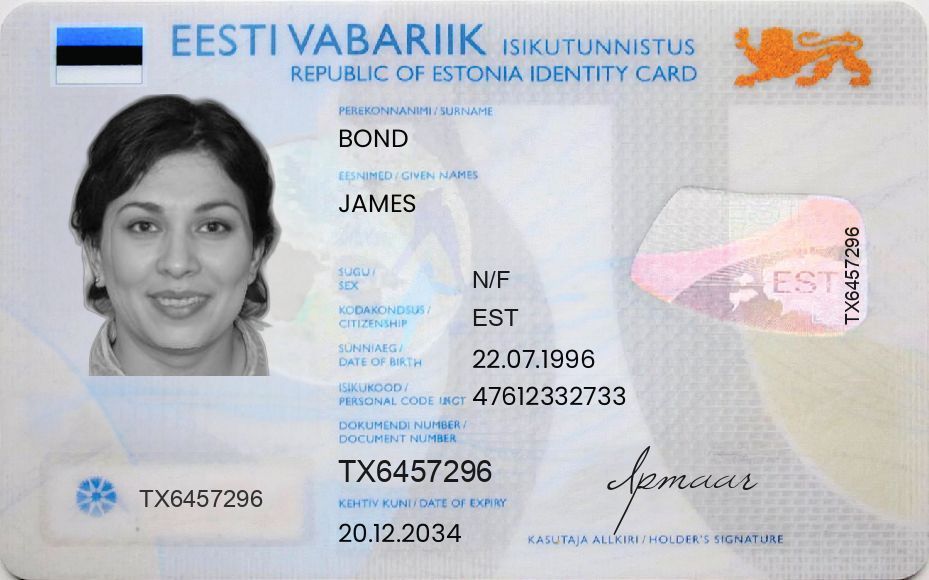 EESTI VABARIIK ISIKUTUNNISTUS
REPUBLIC OF ESTONIA IDENTITY CARD
PEREKONNANIMI / SURNAME
BOND
EESNIMED / GIVEN NAMES
JAMES
SUGU /
SEX
N/F
KODAKONDSUS /
CITIZENSHIP
EST
SÜNNIAEG /
DATE OF BIRTH
22.07.1996
ISIKUKOOD /
PERSONAL CODE
47612332733
DOKUMENDI NUMBER /
DOCUMENT NUMBER
TX6457296
KEHTIV KUNI / DATE OF EXPIRY
20.12.2034
TX6457296
EST
TX6457296
KASUTAJA ALLKIRI / HOLDER'S SIGNATURE